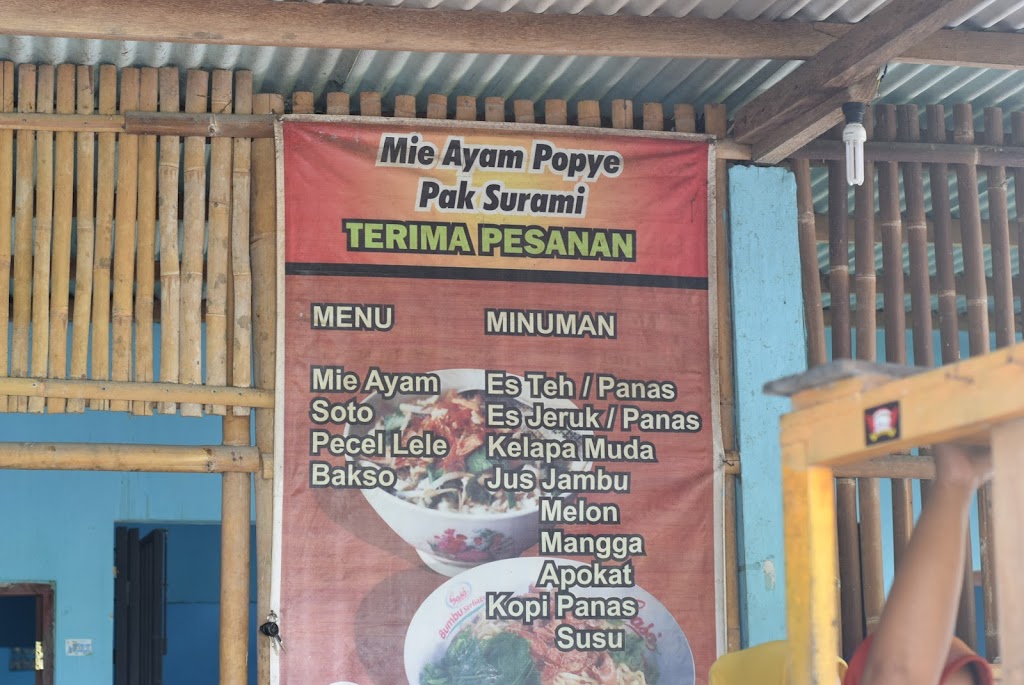 Mie Ayam Popye
Pak Surami
TERIMA PESANAN
MENU
Mie Ayam
Soto
Pecel Lele
Bakso
MINUMAN
Es Teh / Panas
Es Jeruk / Panas
Kelapa Muda
Jus Jambu
Melon
Mangga
Apokat
Kopi Panas
Susu
Sasa